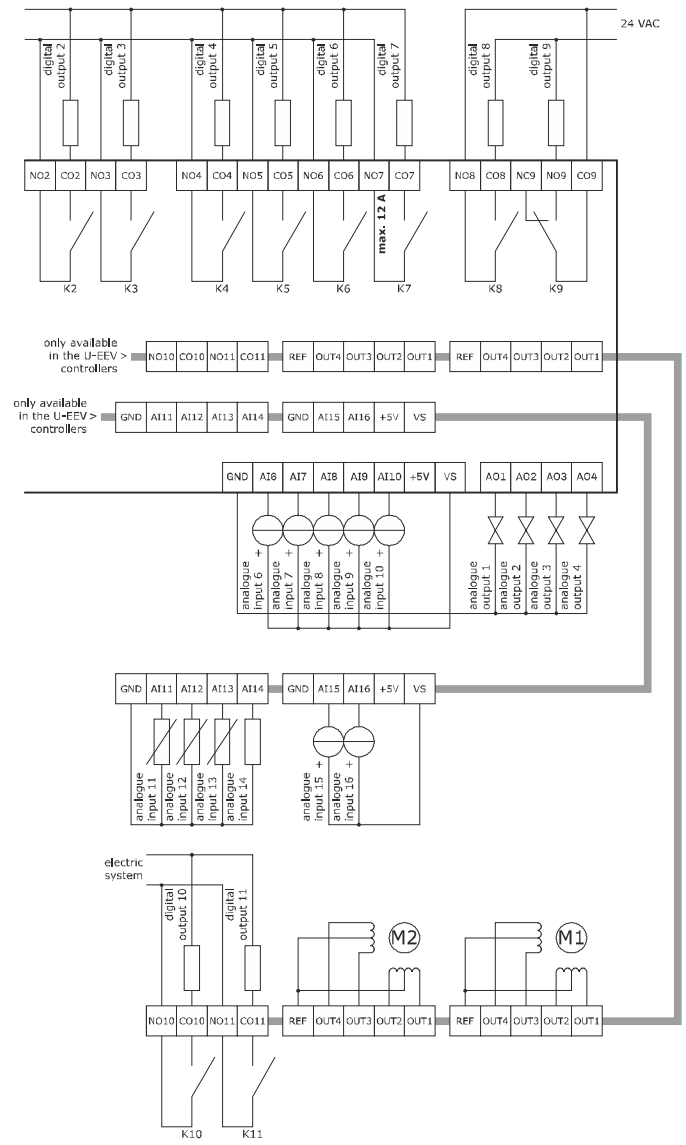 24 VAC
digital
output 2
digital
output 3
digital
output 4
digital
output 5
digital
output 6
digital
output 7
digital
output 8
digital
output 9
NO2 CO2 NO3 CO3
NO4 CO4 NO5 CO5 NO6 CO6 NO7 CO7
NO8 CO8 NC9 NO9 CO9
max. 12 A
K2 K3 K4 K5 K6 K7 K8 K9
only available
in the U-EEV >
controllers
NO10 CO10 NO11 CO11
REF OUT4 OUT3 OUT2 OUT1
REF OUT4 OUT3 OUT2 OUT1
only available
in the U-EEV >
controllers
GND AI11 AI12 AI13 AI14
GND AI15 AI16 +5V VS
GND AI6 AI7 AI8 AI9 AI10 +5V VS
AO1 AO2 AO3 AO4
analogue
input 6 +
analogue
input 7 +
analogue
input 8 +
analogue
input 9 +
analogue
input 10 +
analogue
output 1
analogue
output 2
analogue
output 3
analogue
output 4
GND AI11 AI12 AI13 AI14
GND AI15 AI16 +5V VS
analogue
input 11
analogue
input 12
analogue
input 13
analogue
input 14
analogue
input 15 +
analogue
input 16 +
electric
system
digital
output 10
digital
output 11
M2
M1
NO10 CO10 NO11 CO11
REF OUT4 OUT3 OUT2 OUT1
REF OUT4 OUT3 OUT2 OUT1
K10 K11